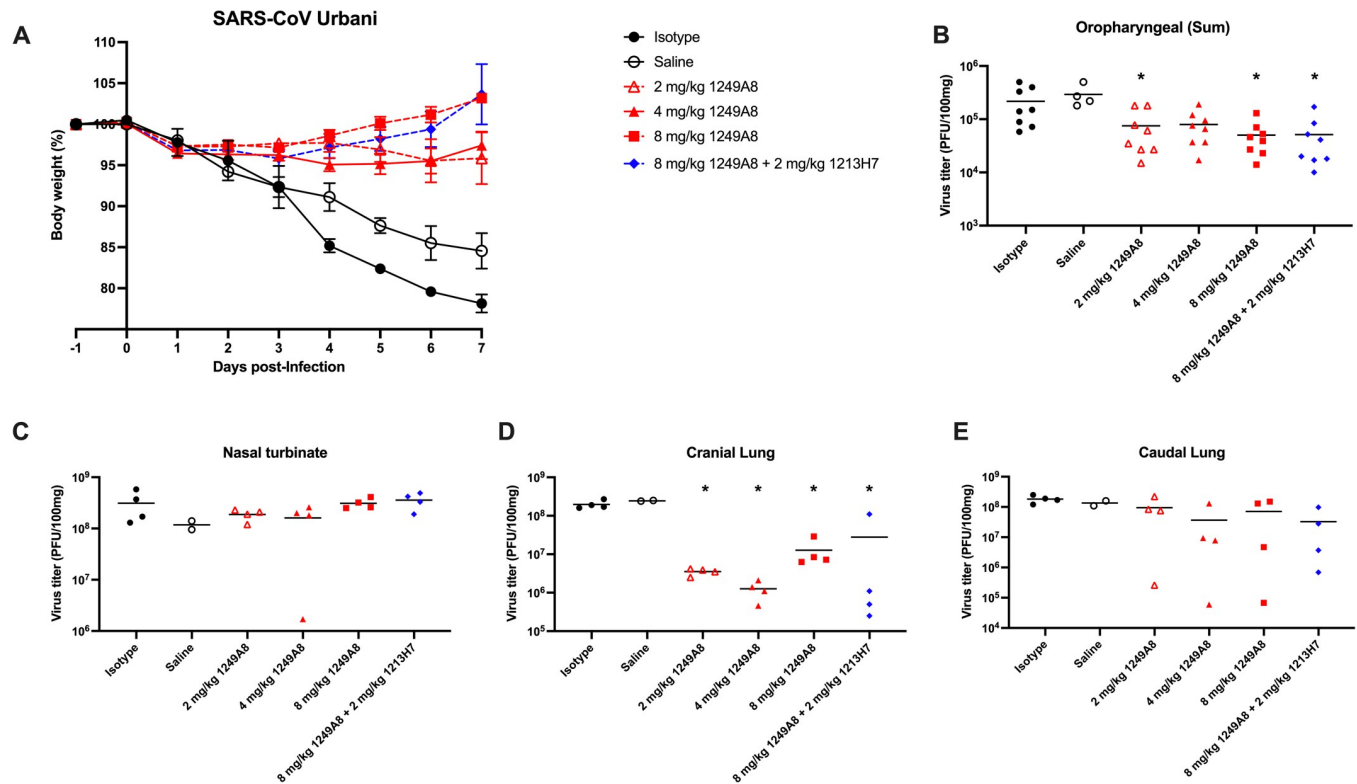 A
SARS-CoV Urbani
Body weight (%)
110
105
100
95
90
85
80
-1 0 1 2 3 4 5 6 7
Days post-Infection
Isotype
Saline
2 mg/kg 1249A8
4 mg/kg 1249A8
8 mg/kg 1249A8
8 mg/kg 1249A8 + 2 mg/kg 1213H7
B
Oropharyngeal (Sum)
Virus titer (PFU/100mg)
10⁶
10⁵
10⁴
10³
* * *
Isotype
Saline
2 mg/kg 1249A8
4 mg/kg 1249A8
8 mg/kg 1249A8
8 mg/kg 1249A8 + 2 mg/kg 1213H7
C
Nasal turbinate
Virus titer (PFU/100mg)
10⁹
10⁸
10⁷
10⁶
Isotype
Saline
2 mg/kg 1249A8
4 mg/kg 1249A8
8 mg/kg 1249A8
8 mg/kg 1249A8 + 2 mg/kg 1213H7
D
Cranial Lung
Virus titer (PFU/100mg)
10⁹
10⁸
10⁷
10⁶
10⁵
* * * *
Isotype
Saline
2 mg/kg 1249A8
4 mg/kg 1249A8
8 mg/kg 1249A8
8 mg/kg 1249A8 + 2 mg/kg 1213H7
E
Caudal Lung
Virus titer (PFU/100mg)
10⁹
10⁸
10⁷
10⁶
10⁵
10⁴
Isotype
Saline
2 mg/kg 1249A8
4 mg/kg 1249A8
8 mg/kg 1249A8
8 mg/kg 1249A8 + 2 mg/kg 1213H7